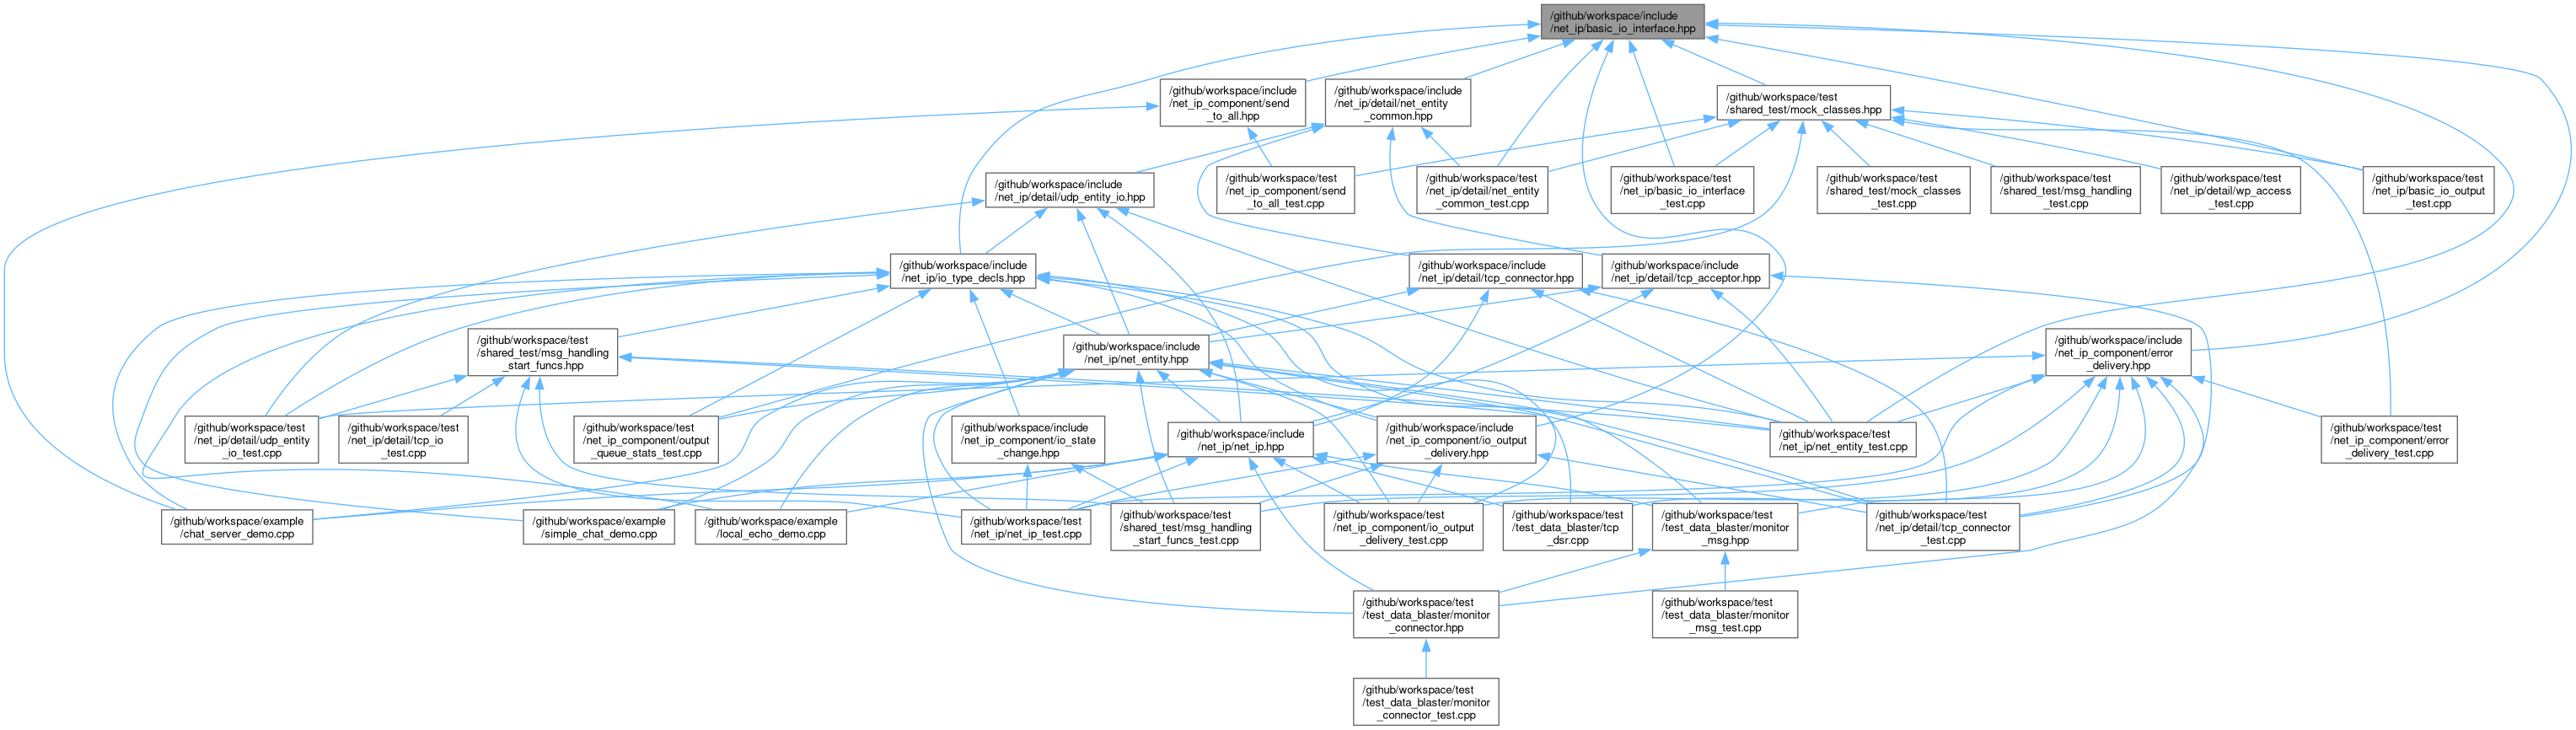 /github/workspace/include
/net_ip/basic_io_interface.hpp
/github/workspace/include
/net_ip_component/send
_to_all.hpp
/github/workspace/include
/net_ip/detail/net_entity
_common.hpp
/github/workspace/test
/shared_test/mock_classes.hpp
/github/workspace/include
/net_ip/detail/udp_entity_io.hpp
/github/workspace/test
/net_ip_component/send
_to_all_test.cpp
/github/workspace/test
/net_ip/detail/net_entity
_common_test.cpp
/github/workspace/test
/net_ip/basic_io_interface
_test.cpp
/github/workspace/test
/shared_test/mock_classes
_test.cpp
/github/workspace/test
/shared_test/msg_handling
_test.cpp
/github/workspace/test
/net_ip/detail/wp_access
_test.cpp
/github/workspace/test
/net_ip/basic_io_output
_test.cpp
/github/workspace/include
/net_ip/io_type_decls.hpp
/github/workspace/include
/net_ip/detail/tcp_connector.hpp
/github/workspace/include
/net_ip/detail/tcp_acceptor.hpp
/github/workspace/test
/shared_test/msg_handling
_start_funcs.hpp
/github/workspace/include
/net_ip/net_entity.hpp
/github/workspace/include
/net_ip_component/error
_delivery.hpp
/github/workspace/test
/net_ip/detail/udp_entity
_io_test.cpp
/github/workspace/test
/net_ip/detail/tcp_io
_test.cpp
/github/workspace/test
/net_ip_component/output
_queue_stats_test.cpp
/github/workspace/include
/net_ip_component/io_state
_change.hpp
/github/workspace/include
/net_ip/net_ip.hpp
/github/workspace/include
/net_ip_component/io_output
_delivery.hpp
/github/workspace/test
/net_ip/net_entity_test.cpp
/github/workspace/test
/net_ip_component/error
_delivery_test.cpp
/github/workspace/example
/chat_server_demo.cpp
/github/workspace/example
/simple_chat_demo.cpp
/github/workspace/example
/local_echo_demo.cpp
/github/workspace/test
/net_ip/net_ip_test.cpp
/github/workspace/test
/shared_test/msg_handling
_start_funcs_test.cpp
/github/workspace/test
/net_ip_component/io_output
_delivery_test.cpp
/github/workspace/test
/test_data_blaster/tcp
_dsr.cpp
/github/workspace/test
/test_data_blaster/monitor
_msg.hpp
/github/workspace/test
/net_ip/detail/tcp_connector
_test.cpp
/github/workspace/test
/test_data_blaster/monitor
_connector.hpp
/github/workspace/test
/test_data_blaster/monitor
_msg_test.cpp
/github/workspace/test
/test_data_blaster/monitor
_connector_test.cpp